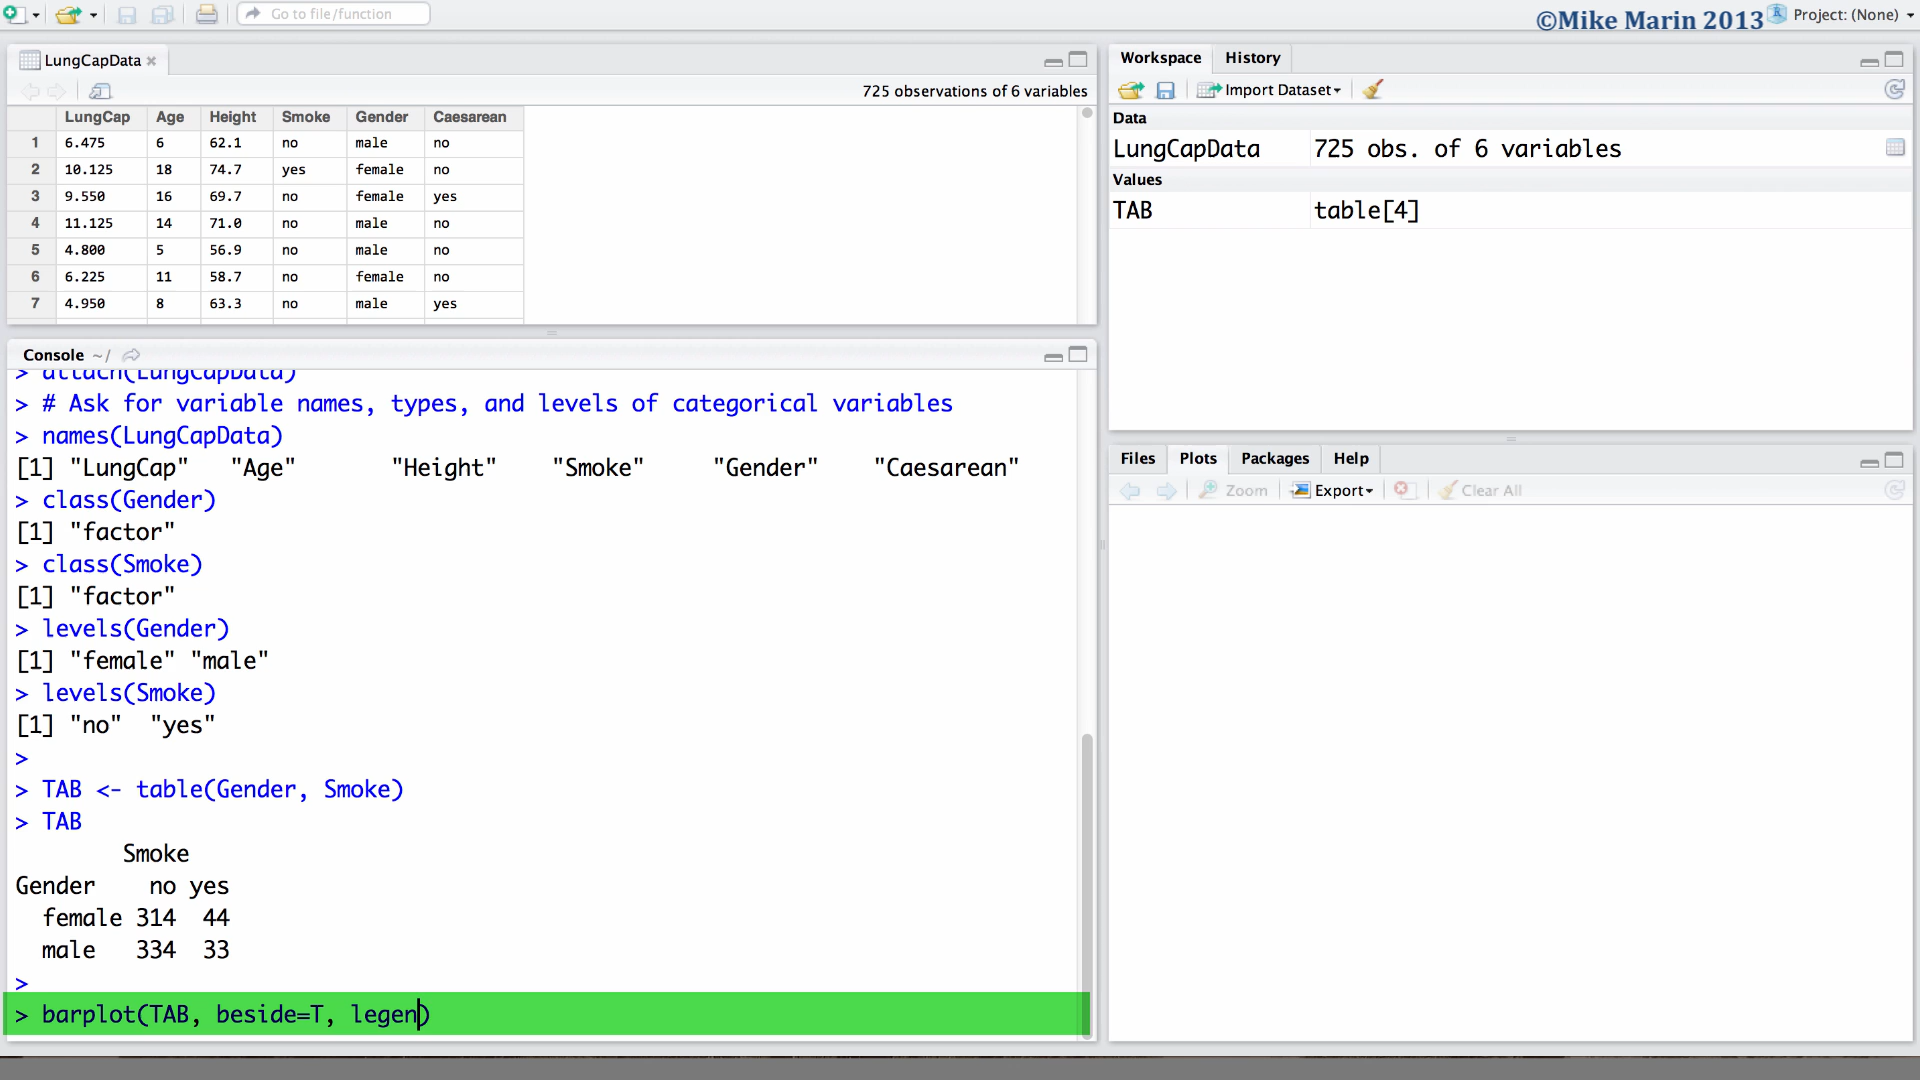 Go to file/function
©Mike Marin 2013
Project: (None)
LungCapData
725 observations of 6 variables
LungCap Age Height Smoke Gender Caesarean
1 6.475 6 62.1 no male no
2 10.125 18 74.7 yes female no
3 9.550 16 69.7 no female yes
4 11.125 14 71.0 no male no
5 4.800 5 56.9 no male no
6 6.225 11 58.7 no female no
7 4.950 8 63.3 no male yes
Console ~/
> attach(LungCapData)
> # Ask for variable names, types, and levels of categorical variables
> names(LungCapData)
[1] "LungCap" "Age" "Height" "Smoke" "Gender" "Caesarean"
> class(Gender)
[1] "factor"
> class(Smoke)
[1] "factor"
> levels(Gender)
[1] "female" "male"
> levels(Smoke)
[1] "no" "yes"
>
> TAB <- table(Gender, Smoke)
> TAB
Smoke
Gender no yes
female 314 44
male 334 33
>
> barplot(TAB, beside=T, legen)
Workspace History
Import Dataset
Data
LungCapData 725 obs. of 6 variables
Values
TAB table[4]
Files Plots Packages Help
Zoom Export Clear All